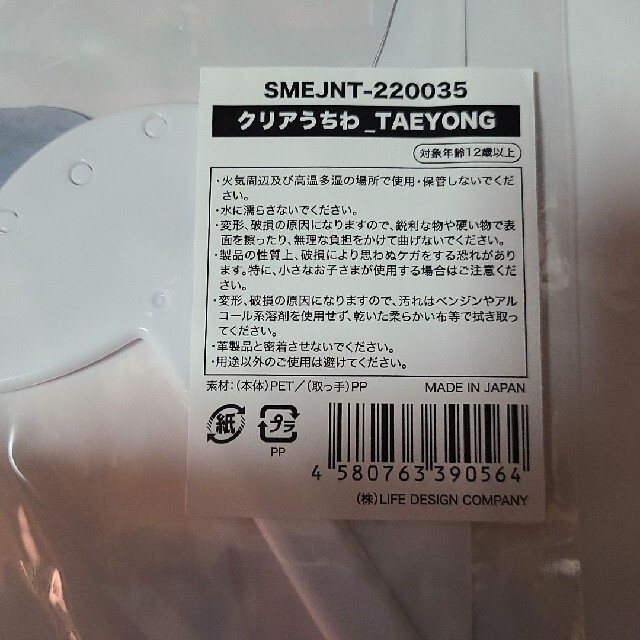 SMEJNT-220035
クリアうちわ_TAEYONG
対象年齢12歳以上
・火気周辺及び高温多湿の場所で使用・保管しないでくだ
さい。
・水に濡らさないでください。
・変形、破損の原因になりますので、鋭利な物や硬い物で表
面を擦ったり、無理な負担をかけて曲げないでください。
・製品の性質上、破損により思わぬケガをする恐れがあり
ます。特に、小さなお子さまが使用する場合はご注意くだ
さい。
・変形、破損の原因になりますので、汚れはベンジンやアル
コール系溶剤を使用せず、乾いた柔らかい布等で拭き取っ
てください。
・革製品と密着させないでください。
・用途以外のご使用は避けてください。
素材:(本体)PET/(取っ手)PP
MADE IN JAPAN
紙
プラ
PP
4 580763 390564
(株)LIFE DESIGN COMPANY